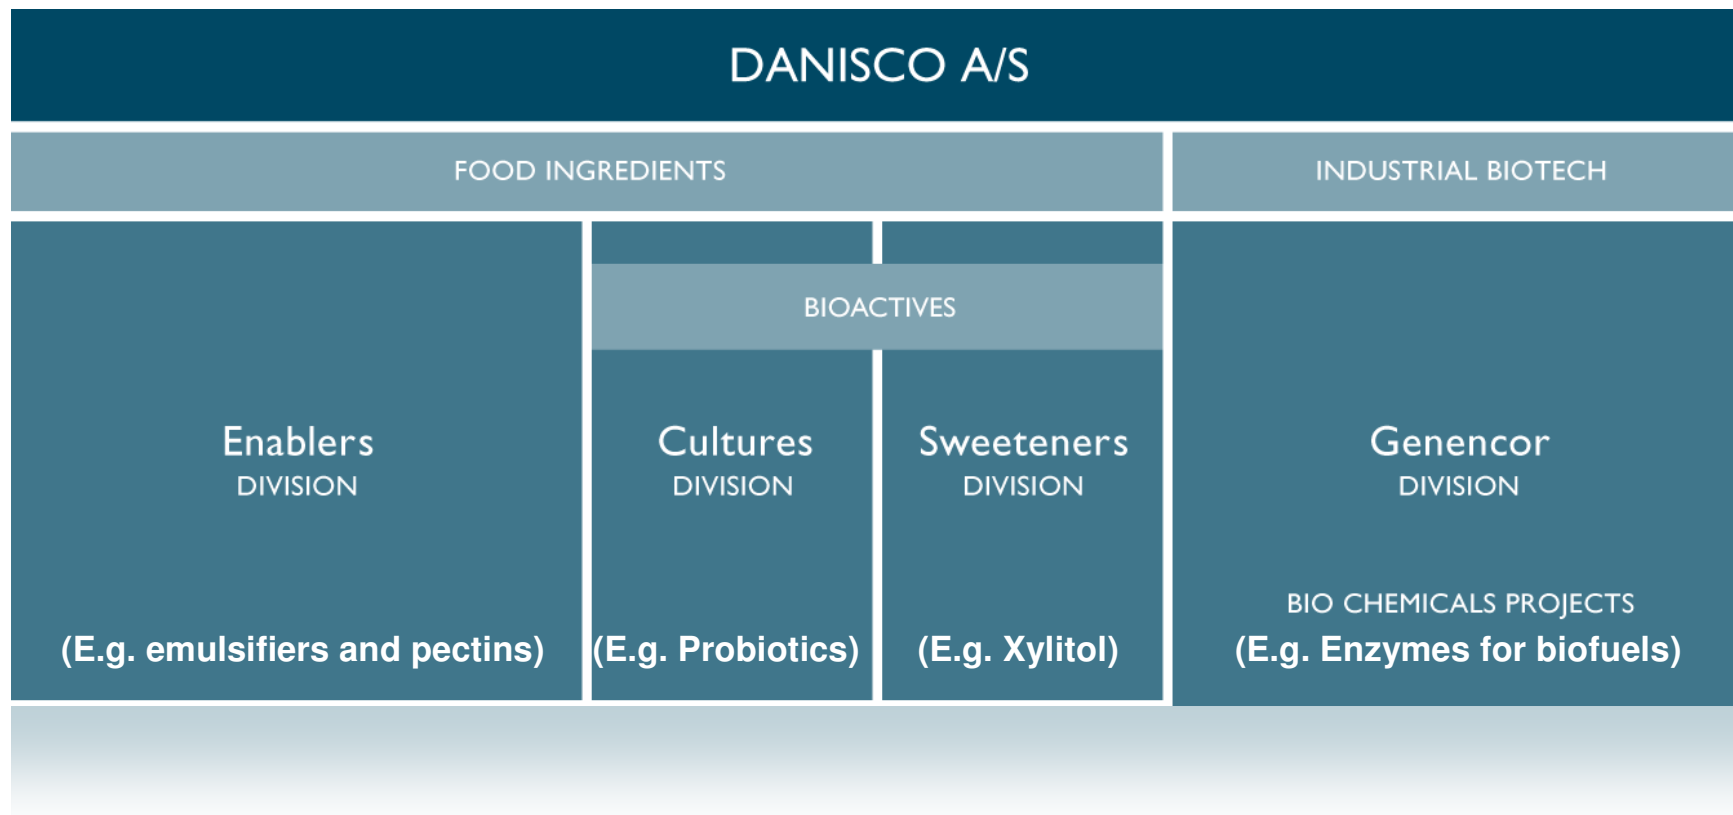 DANISCO A/S
FOOD INGREDIENTS
INDUSTRIAL BIOTECH
BIOACTIVES
Enablers
DIVISION
(E.g. emulsifiers and pectins)
Cultures
DIVISION
(E.g. Probiotics)
Sweeteners
DIVISION
(E.g. Xylitol)
Genencor
DIVISION
BIO CHEMICALS PROJECTS
(E.g. Enzymes for biofuels)